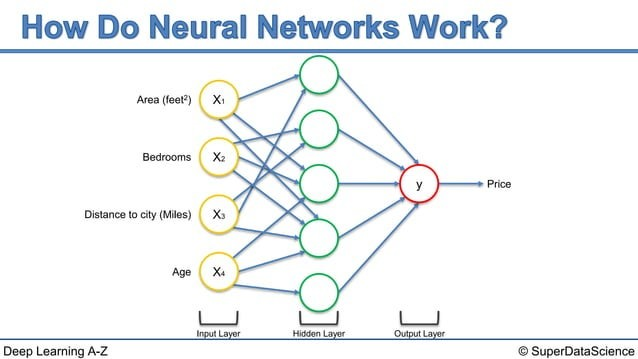 How Do Neural Networks Work?
Area (feet²) X₁
Bedrooms X₂
Distance to city (Miles) X₃
Age X₄
y Price
Input Layer Hidden Layer Output Layer
Deep Learning A-Z © SuperDataScience